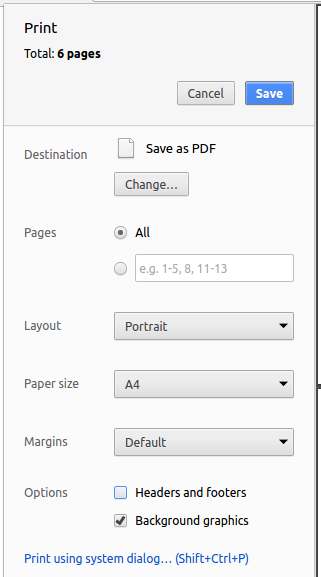 Print
Total: 6 pages
Cancel Save
Destination Save as PDF
Change...
Pages All
e.g. 1-5, 8, 11-13
Layout Portrait
Paper size A4
Margins Default
Options Headers and footers
Background graphics
Print using system dialog... (Shift+Ctrl+P)